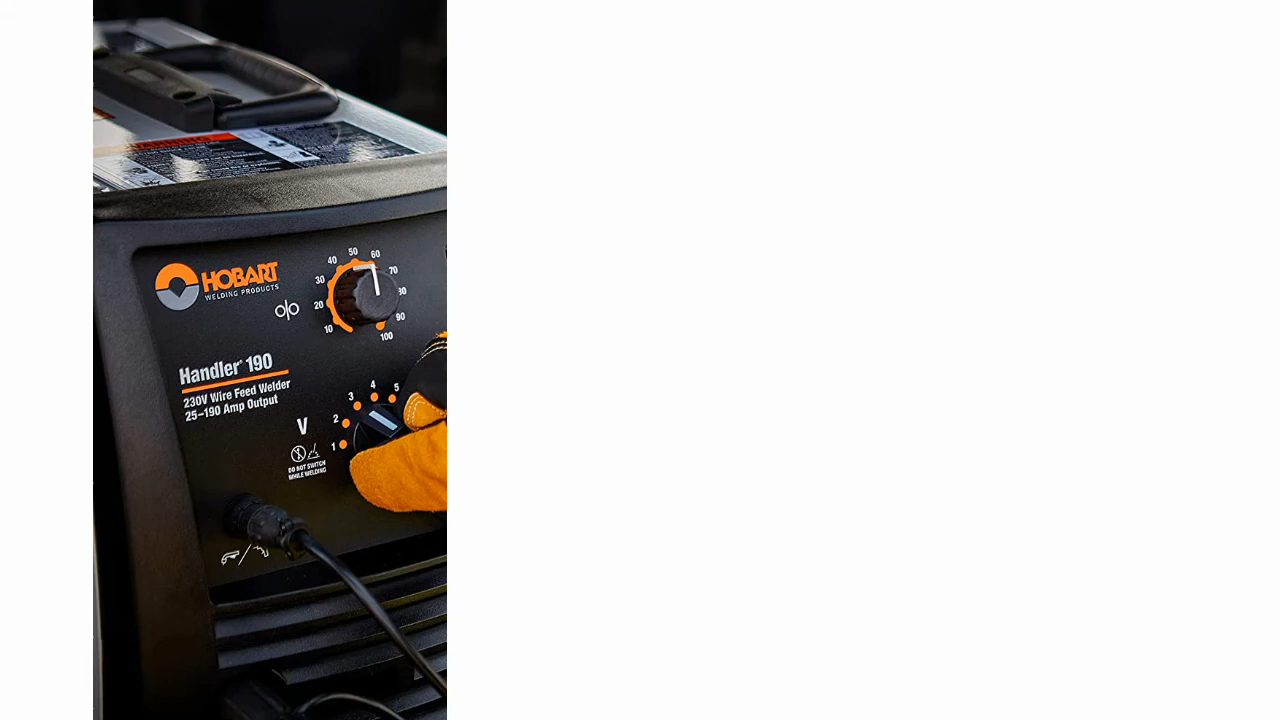 WARNING
HOBART
WELDING PRODUCTS
10 20 30 40 50 60 70 80 90 100
Handler® 190
230V Wire Feed Welder
25–190 Amp Output
V
1 2 3 4 5
DO NOT SWITCH
WHILE WELDING